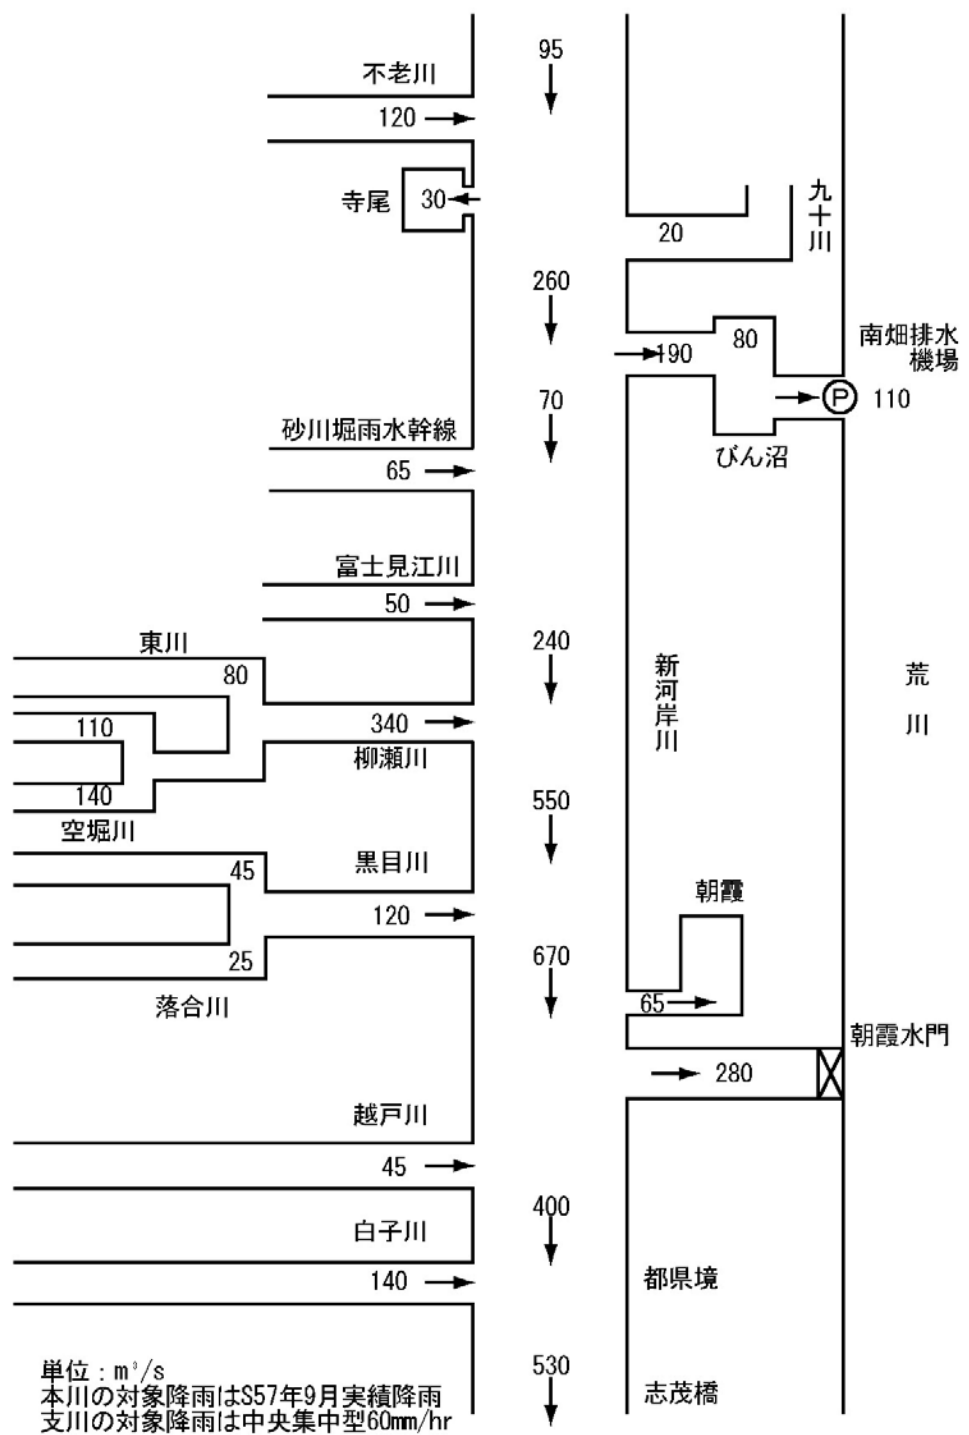 95
不老川
120
寺尾
30
九十川
20
260
190
80
南畑排水
機場
P
110
70
砂川堀雨水幹線
65
びん沼
富士見江川
50
東川
80
240
新河岸川
荒川
110
340
柳瀬川
140
空堀川
550
45
黒目川
120
朝霞
25
落合川
670
65
朝霞水門
280
越戸川
45
400
白子川
140
都県境
530
志茂橋
単位：m³/s
本川の対象降雨はS57年9月実績降雨
支川の対象降雨は中央集中型60mm/hr